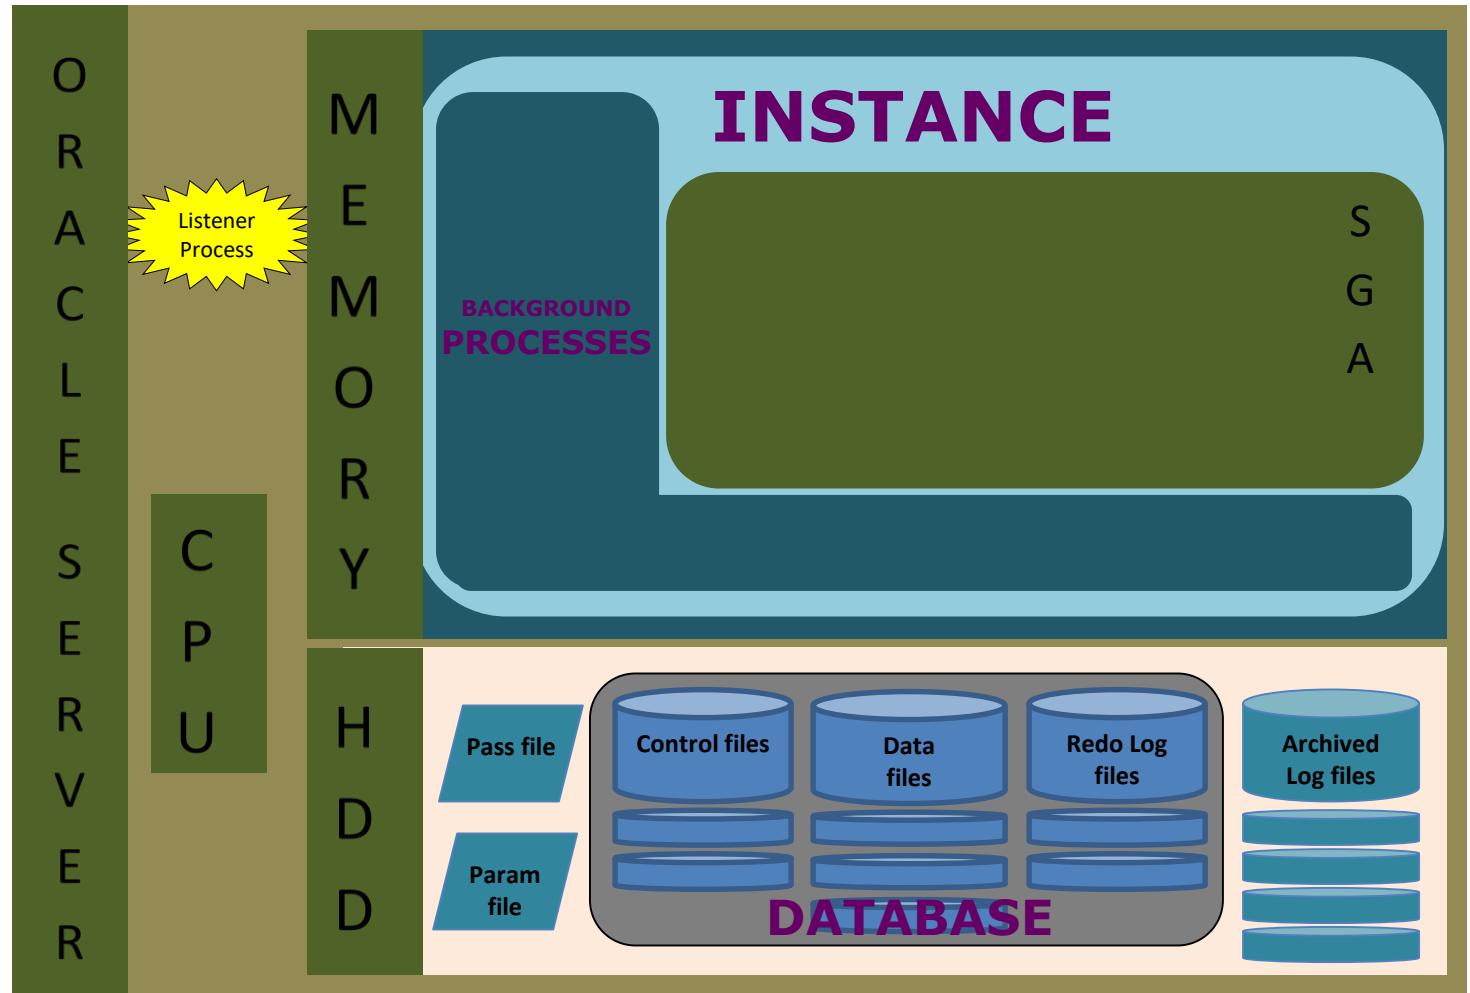 ORACLE SERVER
Listener
Process
CPU
MEMORY
INSTANCE
BACKGROUND
PROCESSES
SGA
HDD
Pass file
Param
file
Control files
Data
files
Redo Log
files
DATABASE
Archived
Log files